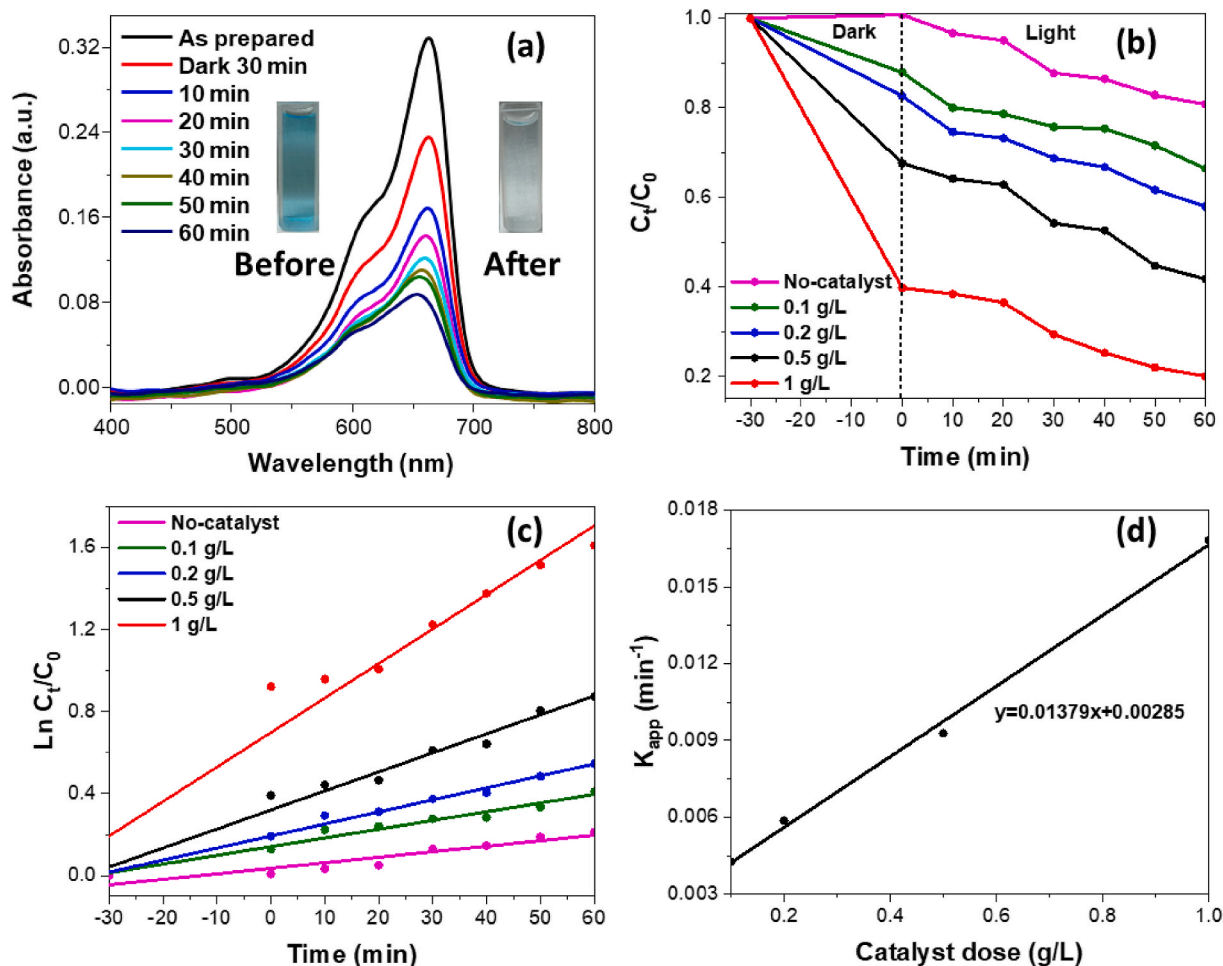 (a)
As prepared
Dark 30 min
10 min
20 min
30 min
40 min
50 min
60 min
Before
After
0.32
0.24
0.16
0.08
0.00
Absorbance (a.u.)
400 500 600 700 800
Wavelength (nm)
(b)
Dark
Light
No-catalyst
0.1 g/L
0.2 g/L
0.5 g/L
1 g/L
1.0
0.8
0.6
0.4
0.2
Cₜ/C₀
-30 -20 -10 0 10 20 30 40 50 60
Time (min)
(c)
No-catalyst
0.1 g/L
0.2 g/L
0.5 g/L
1 g/L
1.6
1.2
0.8
0.4
0.0
Ln Cₜ/C₀
-30 -20 -10 0 10 20 30 40 50 60
Time (min)
(d)
y=0.01379x+0.00285
0.018
0.015
0.012
0.009
0.006
0.003
Kapp (min⁻¹)
0.2 0.4 0.6 0.8 1.0
Catalyst dose (g/L)